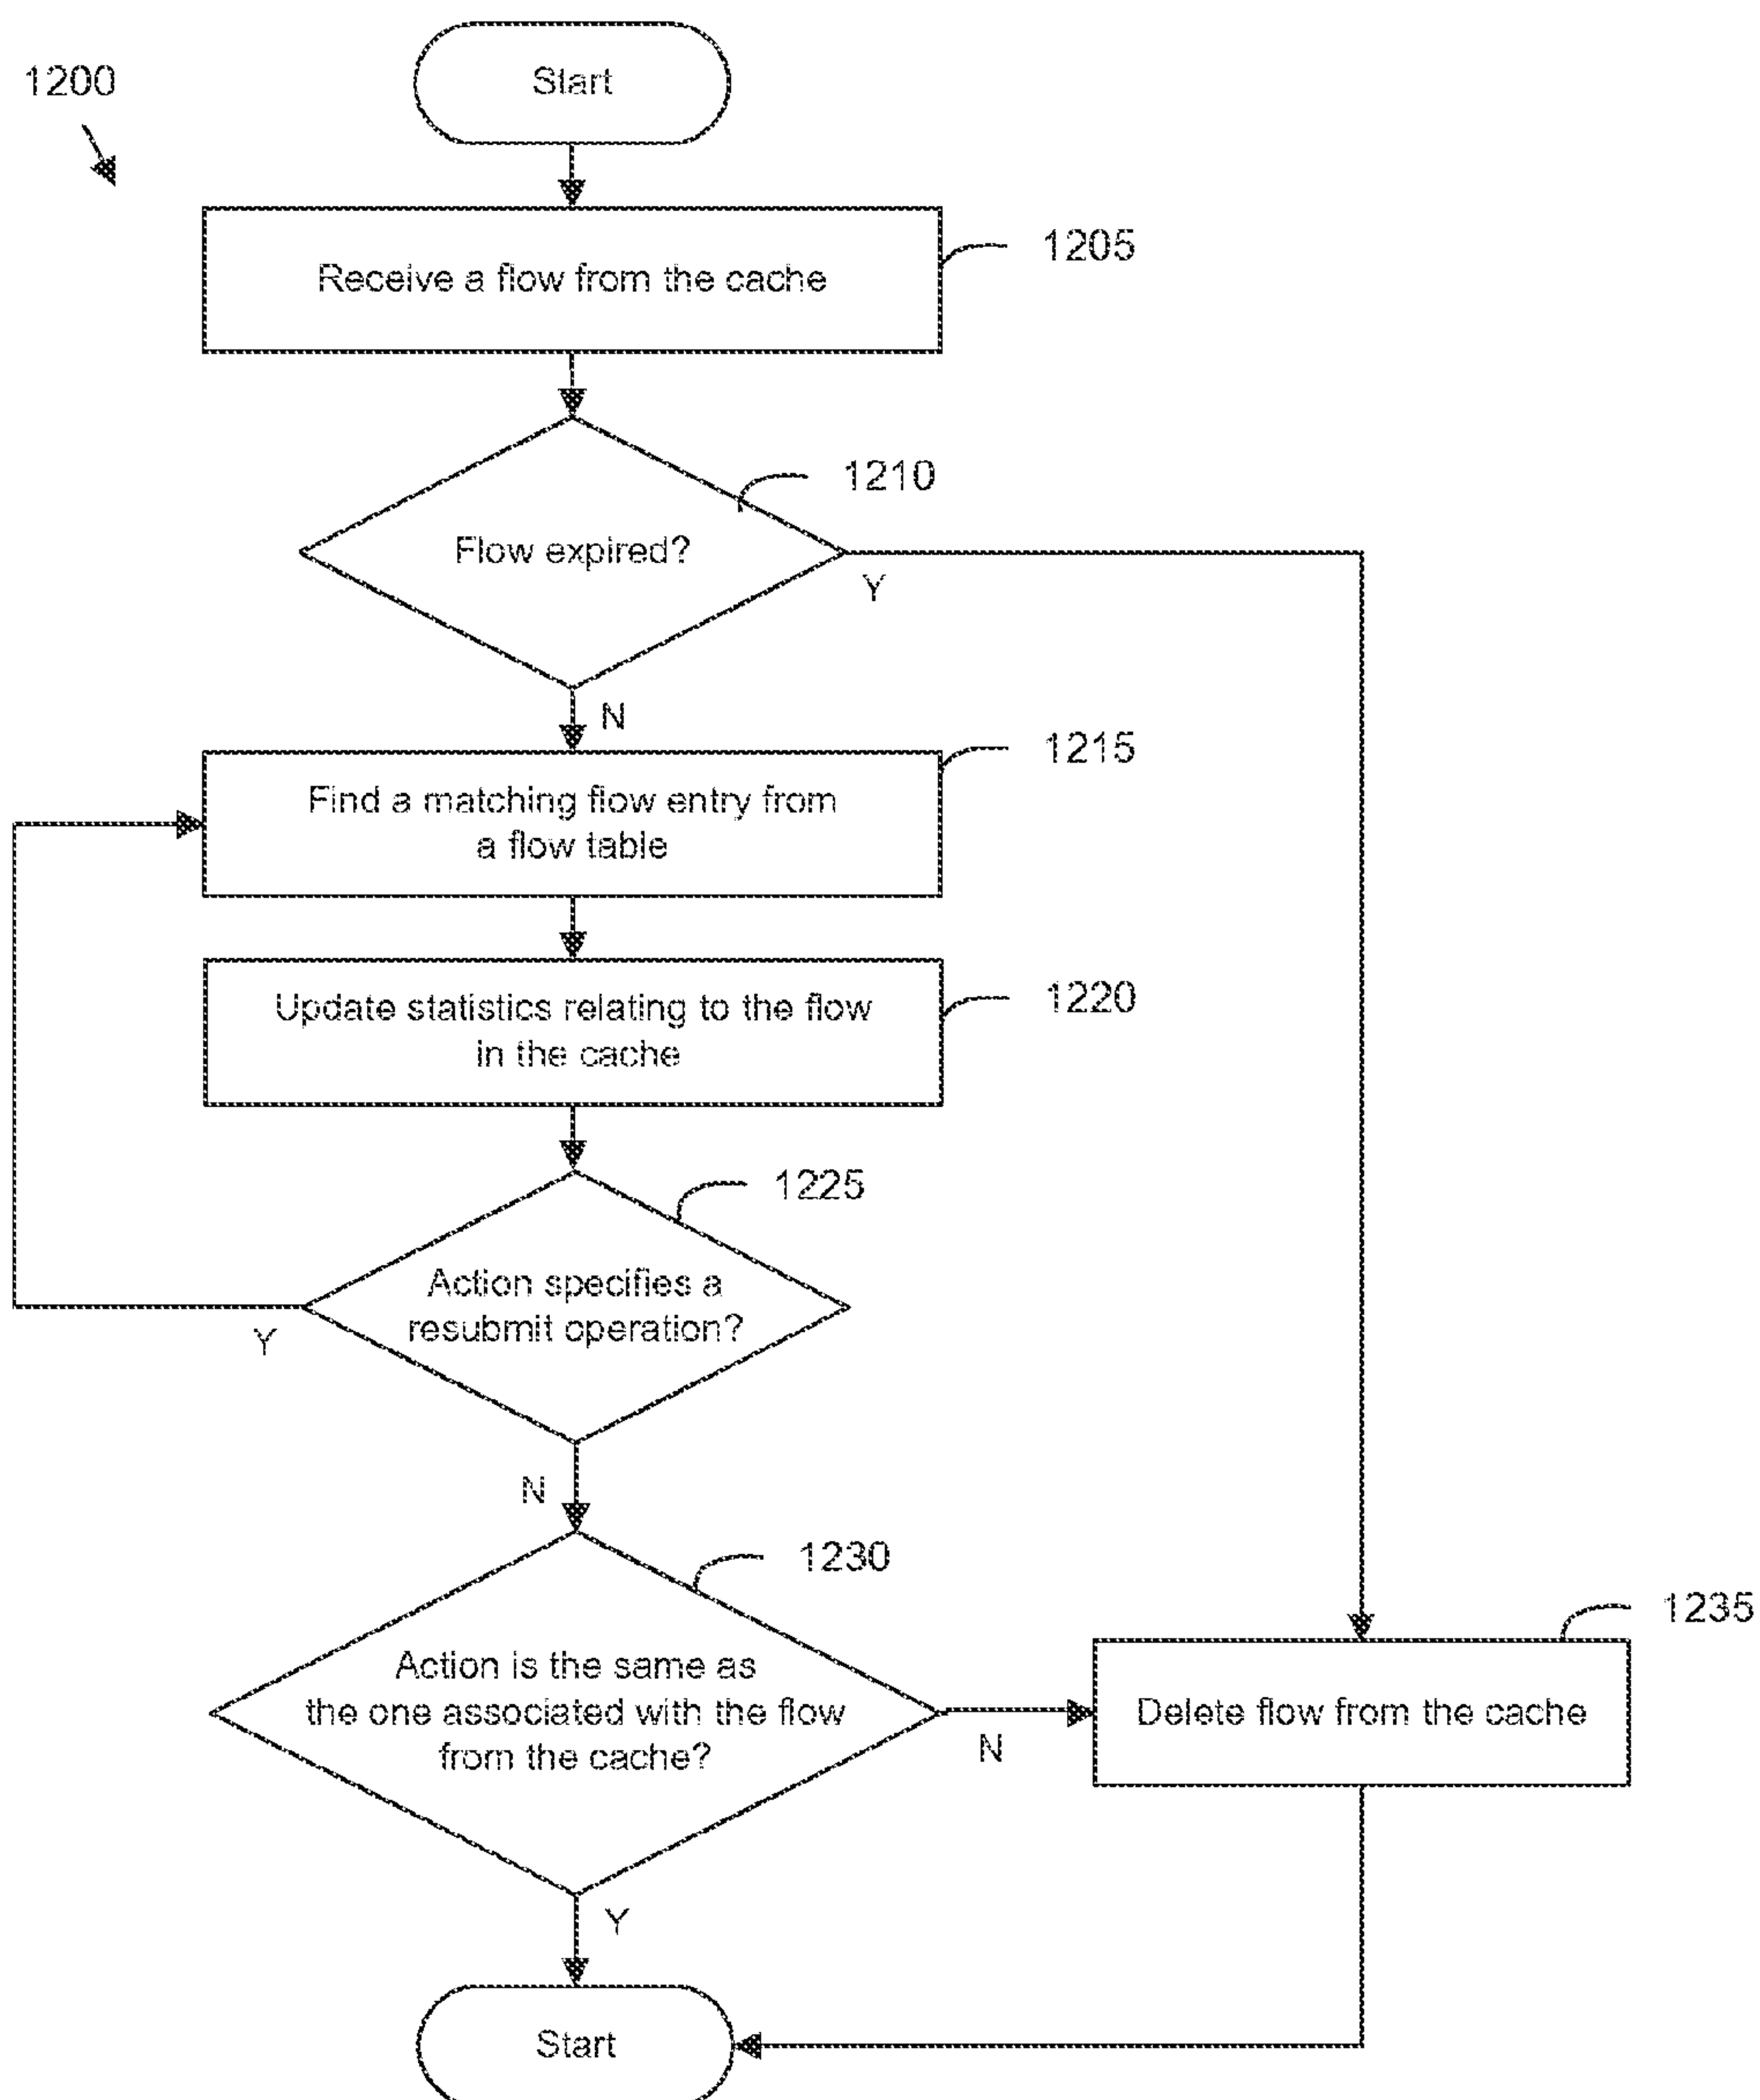 1200
Start
Receive a flow from the cache
1205
1210
Flow expired?
Y
N
1215
Find a matching flow entry from
a flow table
Update statistics relating to the flow
in the cache
1220
1225
Action specifies a
resubmit operation?
Y
N
1230
1235
Action is the same as
the one associated with the flow
from the cache?
N
Delete flow from the cache
Y
Start